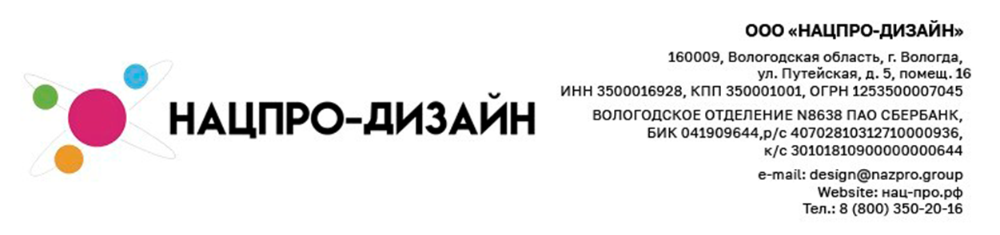 НАЦПРО-ДИЗАЙН
ООО «НАЦПРО-ДИЗАЙН»
160009, Вологодская область, г. Вологда,
ул. Путейская, д. 5, помещ. 16
ИНН 3500016928, КПП 350001001, ОГРН 1253500007045
ВОЛОГОДСКОЕ ОТДЕЛЕНИЕ N8638 ПАО СБЕРБАНК,
БИК 041909644,р/с 40702810312710000936,
к/с 30101810900000000644
e-mail: design@nazpro.group
Website: нац-про.рф
Тел.: 8 (800) 350-20-16